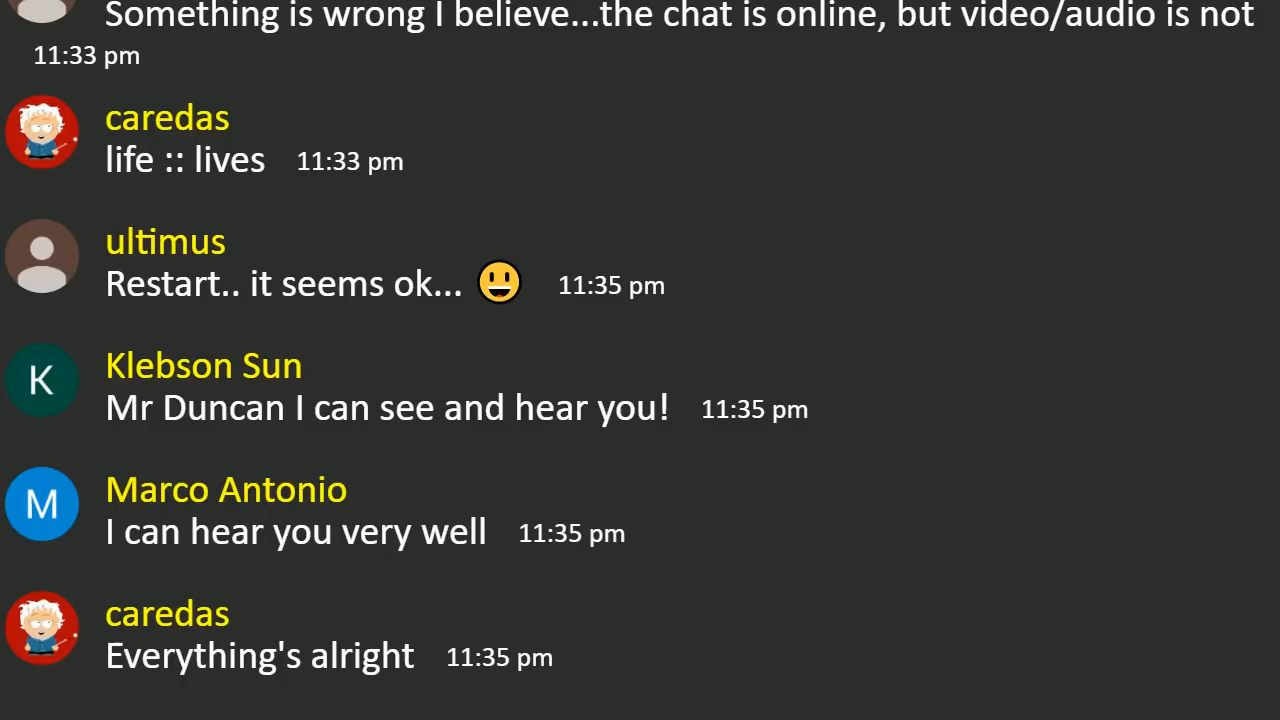 Something is wrong I believe...the chat is online, but video/audio is not
11:33 pm
caredas
life :: lives 11:33 pm
ultimus
Restart.. it seems ok... 😃 11:35 pm
K
Klebson Sun
Mr Duncan I can see and hear you! 11:35 pm
M
Marco Antonio
I can hear you very well 11:35 pm
caredas
Everything's alright 11:35 pm